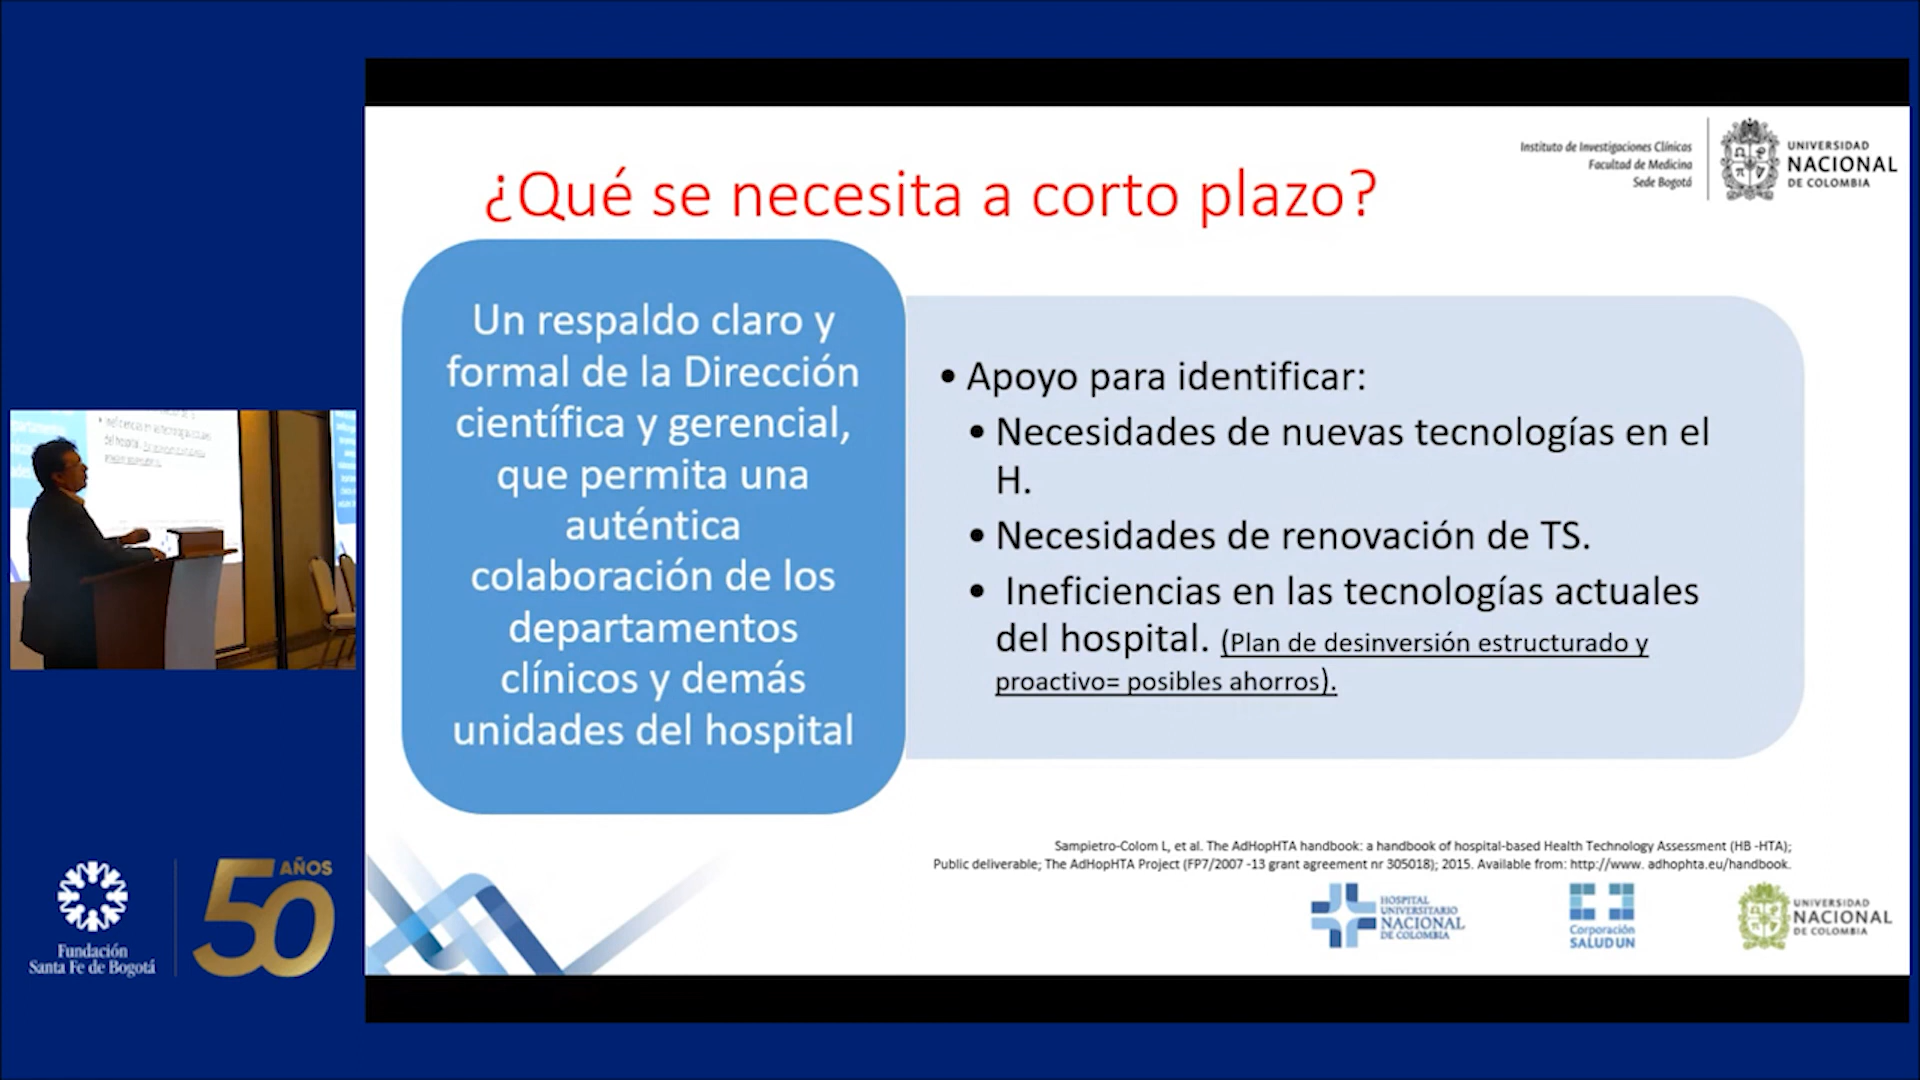 Instituto de Investigaciones Clínicas
Facultad de Medicina
Sede Bogotá
UNIVERSIDAD
NACIONAL
DE COLOMBIA
¿Qué se necesita a corto plazo?
Un respaldo claro y
formal de la Dirección
científica y gerencial,
que permita una
auténtica
colaboración de los
departamentos
clínicos y demás
unidades del hospital
• Apoyo para identificar:
• Necesidades de nuevas tecnologías en el
H.
• Necesidades de renovación de TS.
• Ineficiencias en las tecnologías actuales
del hospital. (Plan de desinversión estructurado y
proactivo= posibles ahorros).
Sampietro-Colom L, et al. The AdHopHTA handbook: a handbook of hospital-based Health Technology Assessment (HB -HTA);
Public deliverable; The AdHopHTA Project (FP7/2007 -13 grant agreement nr 305018); 2015. Available from: http://www. adhophta.eu/handbook.
HOSPITAL
UNIVERSITARIO
NACIONAL
DE COLOMBIA
Corporación
SALUD UN
UNIVERSIDAD
NACIONAL
DE COLOMBIA
Fundación
Santa Fe de Bogotá
50 AÑOS